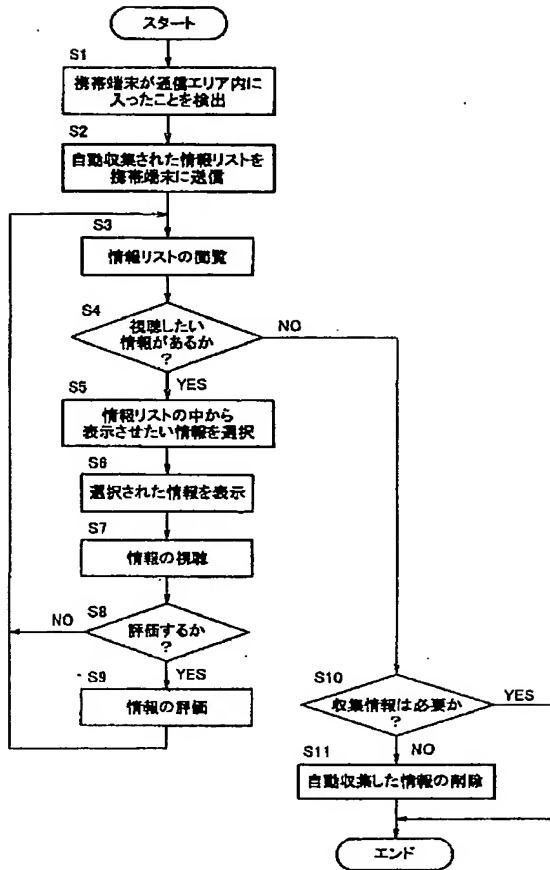 スタート
S1
携帯端末が通信エリア内に
入ったことを検出
S2
自動収集された情報リストを
携帯端末に送信
S3
情報リストの閲覧
S4
視聴したい
情報があるか
?
NO
YES
S5
情報リストの中から
表示させたい情報を選択
S6
選択された情報を表示
S7
情報の視聴
S8
評価するか
?
NO
YES
S9
情報の評価
S10
収集情報は必要か
?
YES
NO
S11
自動収集した情報の削除
エンド